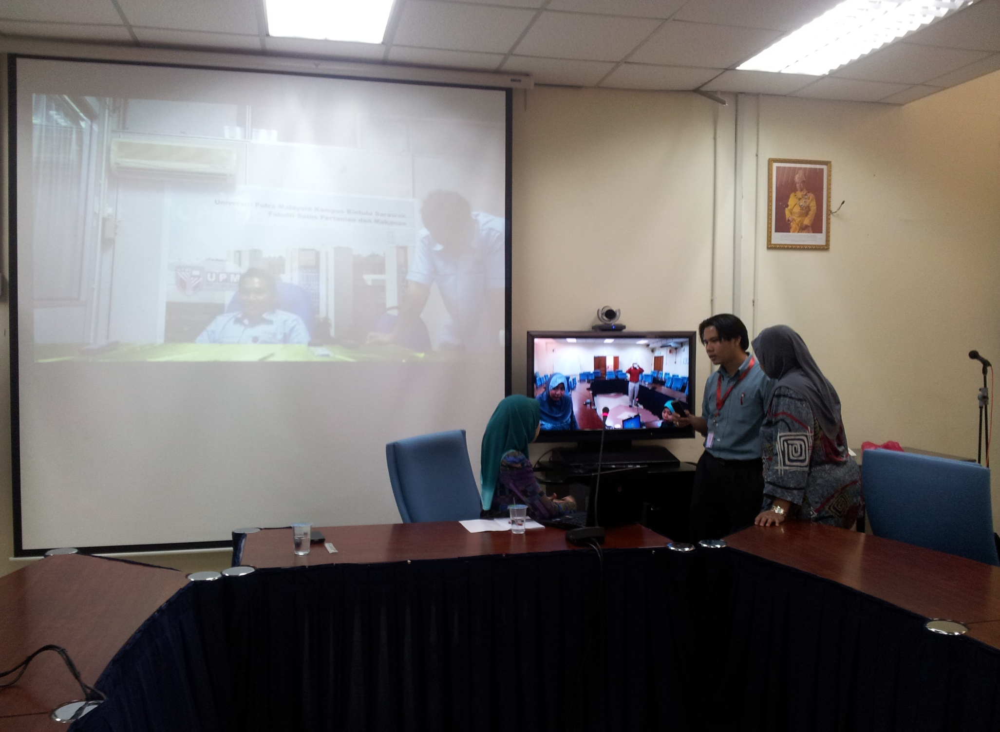 Universiti Putra Malaysia Kampus Bintulu Sarawak
Fakulti Sains Pertanian dan Makanan
UPM